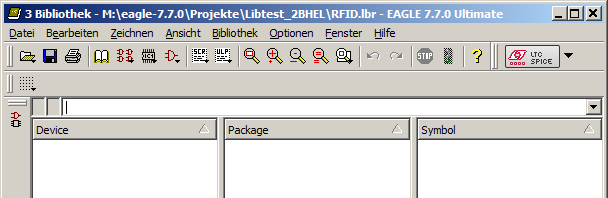 3 Bibliothek - M:\eagle-7.7.0\Projekte\Libtest_2BHEL\RFID.lbr - EAGLE 7.7.0 Ultimate
Datei Bearbeiten Zeichnen Ansicht Bibliothek Optionen Fenster Hilfe
SCR ULP STOP ? LTC
SPICE
Device Package Symbol